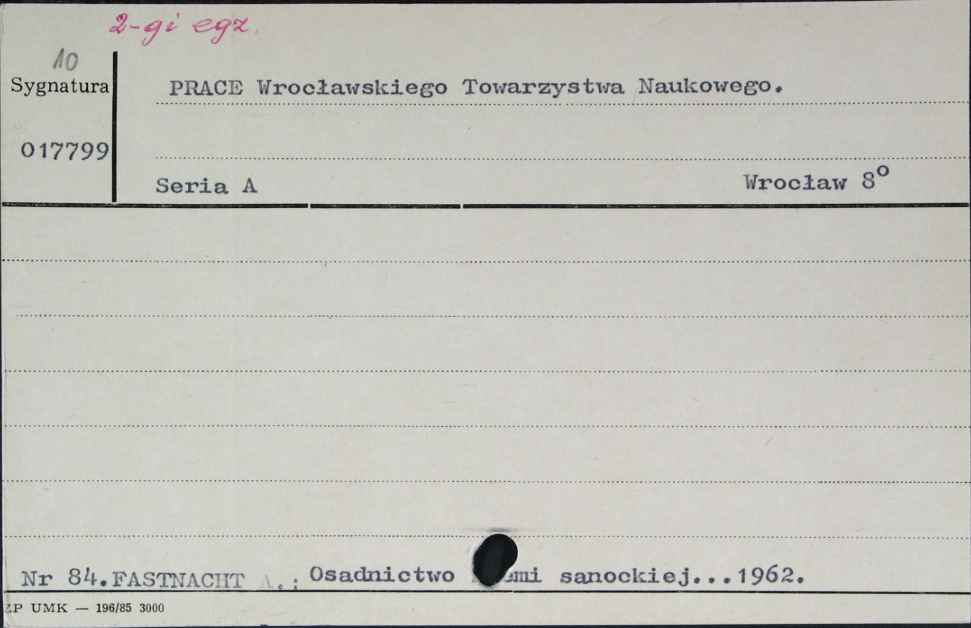 2-gi egz.
10
Sygnatura
PRACE Wrocławskiego Towarzystwa Naukowego.
017799
Seria A Wrocław 8°
Nr 84.FASTNACHT A.: Osadnictwo sanockiej...1962.
ZP UMK — 196/85 3000